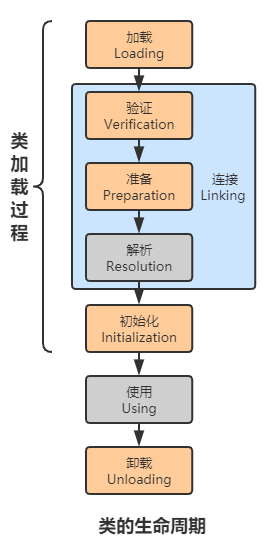 加载
Loading
验证
Verification
准备
Preparation
连接
Linking
解析
Resolution
类加载过程
初始化
Initialization
使用
Using
卸载
Unloading
类的生命周期